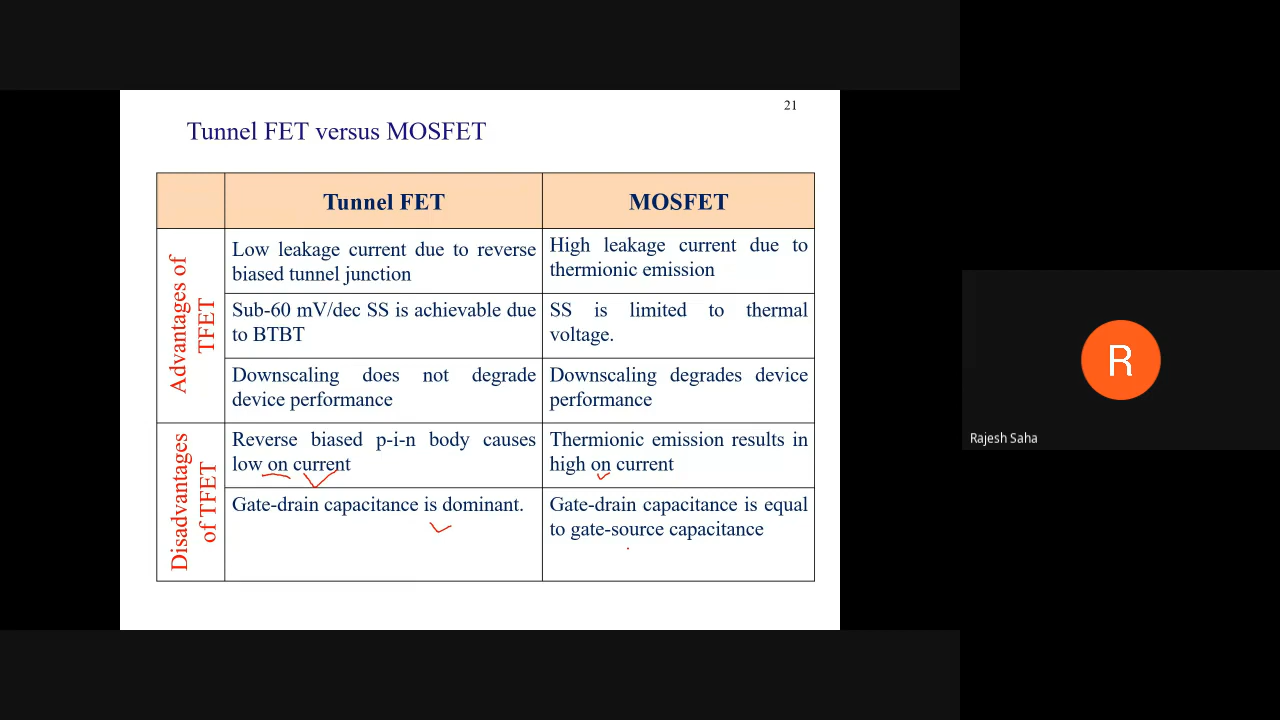 21
Tunnel FET versus MOSFET
Tunnel FET
MOSFET
Advantages of
TFET
Low leakage current due to reverse
biased tunnel junction
High leakage current due to
thermionic emission
Sub-60 mV/dec SS is achievable due
to BTBT
SS is limited to thermal
voltage.
Downscaling does not degrade
device performance
Downscaling degrades device
performance
Disadvantages
of TFET
Reverse biased p-i-n body causes
low on current
Thermionic emission results in
high on current
Gate-drain capacitance is dominant.
Gate-drain capacitance is equal
to gate-source capacitance
R
Rajesh Saha